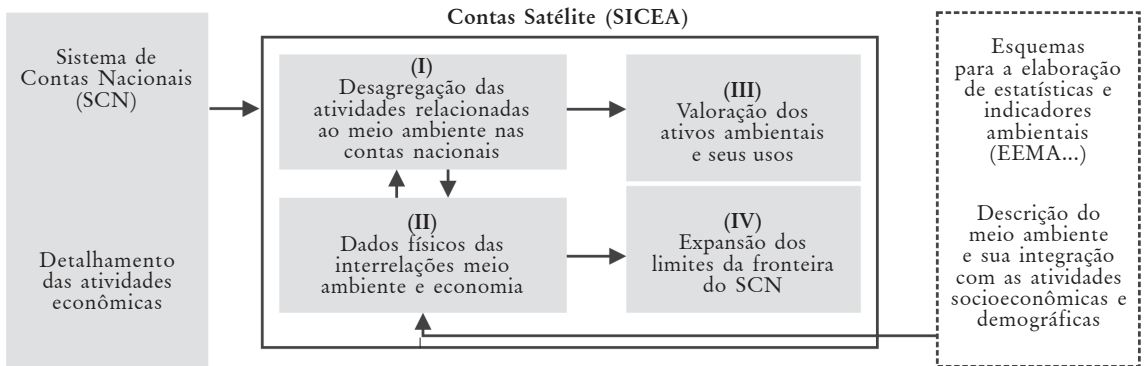 Contas Satélite (SICEA)
Sistema de
Contas Nacionais
(SCN)
Detalhamento
das atividades
econômicas
(I)
Desagregação das
atividades relacionadas
ao meio ambiente nas
contas nacionais
(II)
Dados físicos das
interrelações meio
ambiente e economia
(III)
Valoração dos
ativos ambientais
e seus usos
(IV)
Expansão dos
limites da fronteira
do SCN
Esquemas
para a elaboração
de estatísticas e
indicadores
ambientais
(EEMA...)
Descrição do
meio ambiente
e sua integração
com as atividades
socioeconômicas e
demográficas